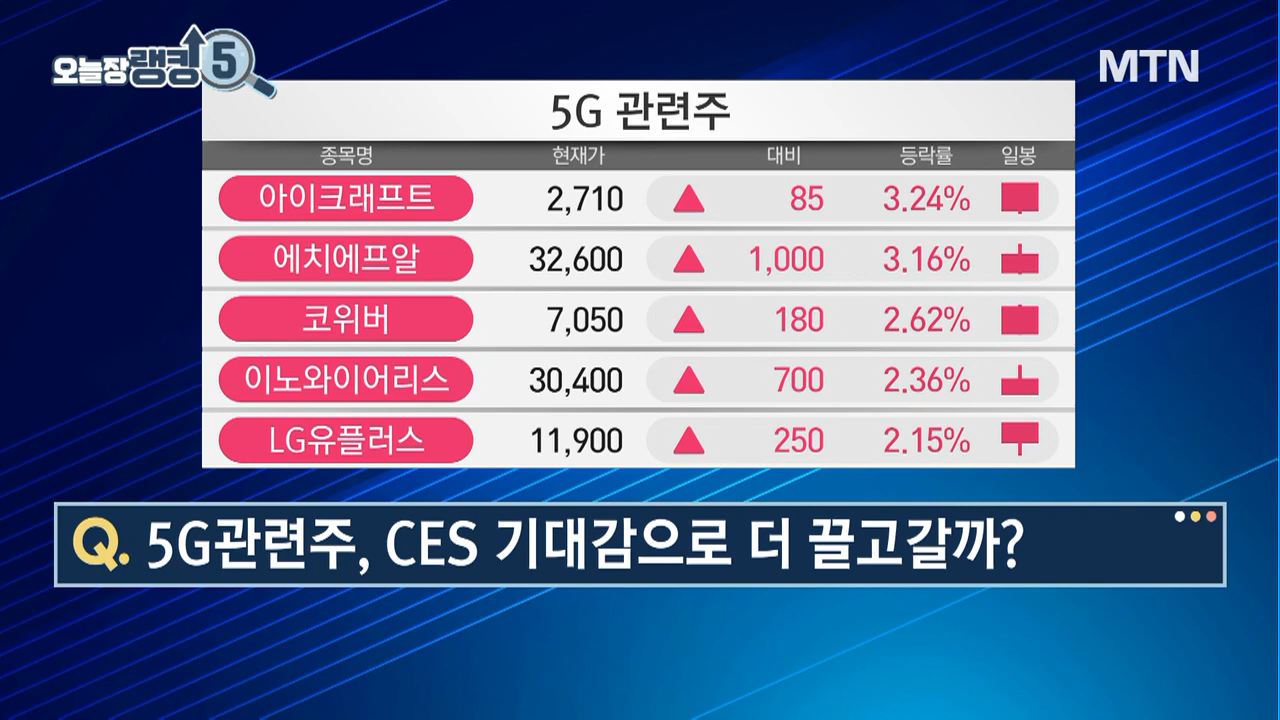 오늘장랭킹5
MTN
5G 관련주
종목명 현재가 대비 등락률 일봉
아이크래프트 2,710 ▲ 85 3.24%
에치에프알 32,600 ▲ 1,000 3.16%
코위버 7,050 ▲ 180 2.62%
이노와이어리스 30,400 ▲ 700 2.36%
LG유플러스 11,900 ▲ 250 2.15%
Q. 5G관련주, CES 기대감으로 더 끌고갈까?